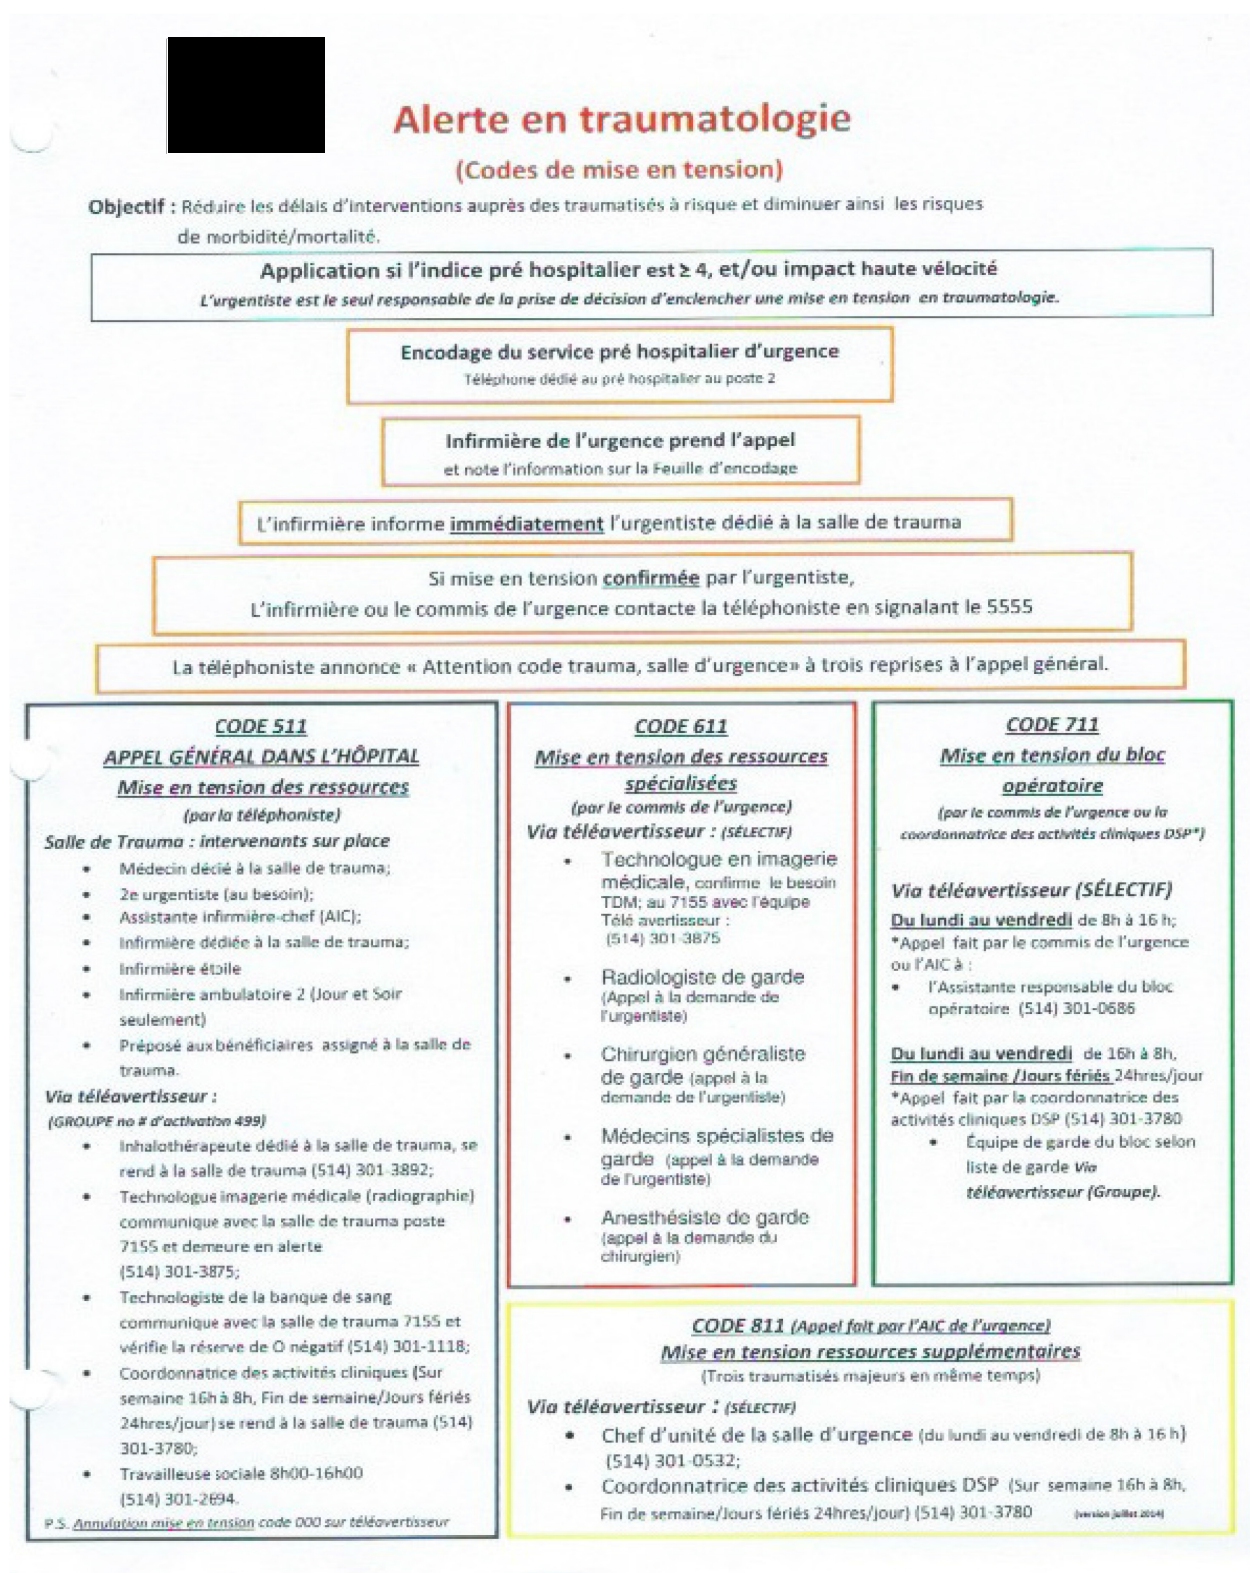 Alerte en traumatologie
(Codes de mise en tension)
Objectif : Réduire les délais d'interventions auprès des traumatisés à risque et diminuer ainsi les risques
de morbidité/mortalité.
Application si l'indice pré hospitalier est ≥ 4, et/ou impact haute vélocité
L'urgentiste est le seul responsable de la prise de décision d'enclencher une mise en tension en traumatologie.
Encodage du service pré hospitalier d'urgence
Téléphone dédié au pré hospitalier au poste 2
Infirmière de l'urgence prend l'appel
et note l'information sur la Feuille d'encodage
L'infirmière informe immédiatement l'urgentiste dédié à la salle de trauma
Si mise en tension confirmée par l'urgentiste,
L'infirmière ou le commis de l'urgence contacte la téléphoniste en signalant le 5555
La téléphoniste annonce « Attention code trauma, salle d'urgence» à trois reprises à l'appel général.
CODE 511
APPEL GÉNÉRAL DANS L'HÔPITAL
Mise en tension des ressources
(par la téléphoniste)
Salle de Trauma : intervenants sur place
• Médecin décié à la salle de trauma;
• 2e urgentiste (au besoin);
• Assistante infirmière-chef (AIC);
• Infirmière dédiée à la salle de trauma;
• Infirmière étoile
• Infirmière ambulatoire 2 (Jour et Soir
seulement)
• Préposé aux bénéficiaires assigné à la salle de
trauma.
Via téléavertisseur :
(GROUPE no # d'activation 499)
• Inhalothérapeute dédié à la salle de trauma, se
rend à la salle de trauma (514) 301-3892;
• Technologue imagerie médicale (radiographie)
communique avec la salle de trauma poste
7155 et demeure en alerte
(514) 301-3875;
• Technologiste de la banque de sang
communique avec la salle de trauma 7155 et
vérifie la réserve de O négatif (514) 301-1118;
• Coordonnatrice des activités cliniques (Sur
semaine 16h à 8h, Fin de semaine/Jours fériés
24hres/jour) se rend à la salle de trauma (514)
301-3780;
• Travailleuse sociale 8h00-16h00
(514) 301-2694.
P.S. Annulation mise en tension code 000 sur téléavertisseur
CODE 611
Mise en tension des ressources
spécialisées
(par le commis de l'urgence)
Via téléavertisseur : (SÉLECTIF)
• Technologue en imagerie
médicale, confirme le besoin
TDM; au 7155 avec l'équipe
Télé avertisseur :
(514) 301-3875
• Radiologiste de garde
(Appel à la demande de
l'urgentiste)
• Chirurgien généraliste
de garde (appel à la
demande de l'urgentiste)
• Médecins spécialistes de
garde (appel à la demande
de l'urgentiste)
• Anesthésiste de garde
(appel à la demande du
chirurgien)
CODE 711
Mise en tension du bloc
opératoire
(par le commis de l'urgence ou la
coordonnatrice des activités cliniques DSP*)
Via téléavertisseur (SÉLECTIF)
Du lundi au vendredi de 8h à 16 h;
*Appel fait par le commis de l'urgence
ou l'AIC à :
• l'Assistante responsable du bloc
opératoire (514) 301-0686
Du lundi au vendredi de 16h à 8h,
Fin de semaine /Jours fériés 24hres/jour
*Appel fait par la coordonnatrice des
activités cliniques DSP (514) 301-3780
• Équipe de garde du bloc selon
liste de garde Via
téléavertisseur (Groupe).
CODE 811 (Appel fait par l'AIC de l'urgence)
Mise en tension ressources supplémentaires
(Trois traumatisés majeurs en même temps)
Via téléavertisseur : (SÉLECTIF)
• Chef d'unité de la salle d'urgence (du lundi au vendredi de 8h à 16 h)
(514) 301-0532;
• Coordonnatrice des activités cliniques DSP (Sur semaine 16h à 8h,
Fin de semaine/Jours fériés 24hres/jour) (514) 301-3780 (version juillet 2014)